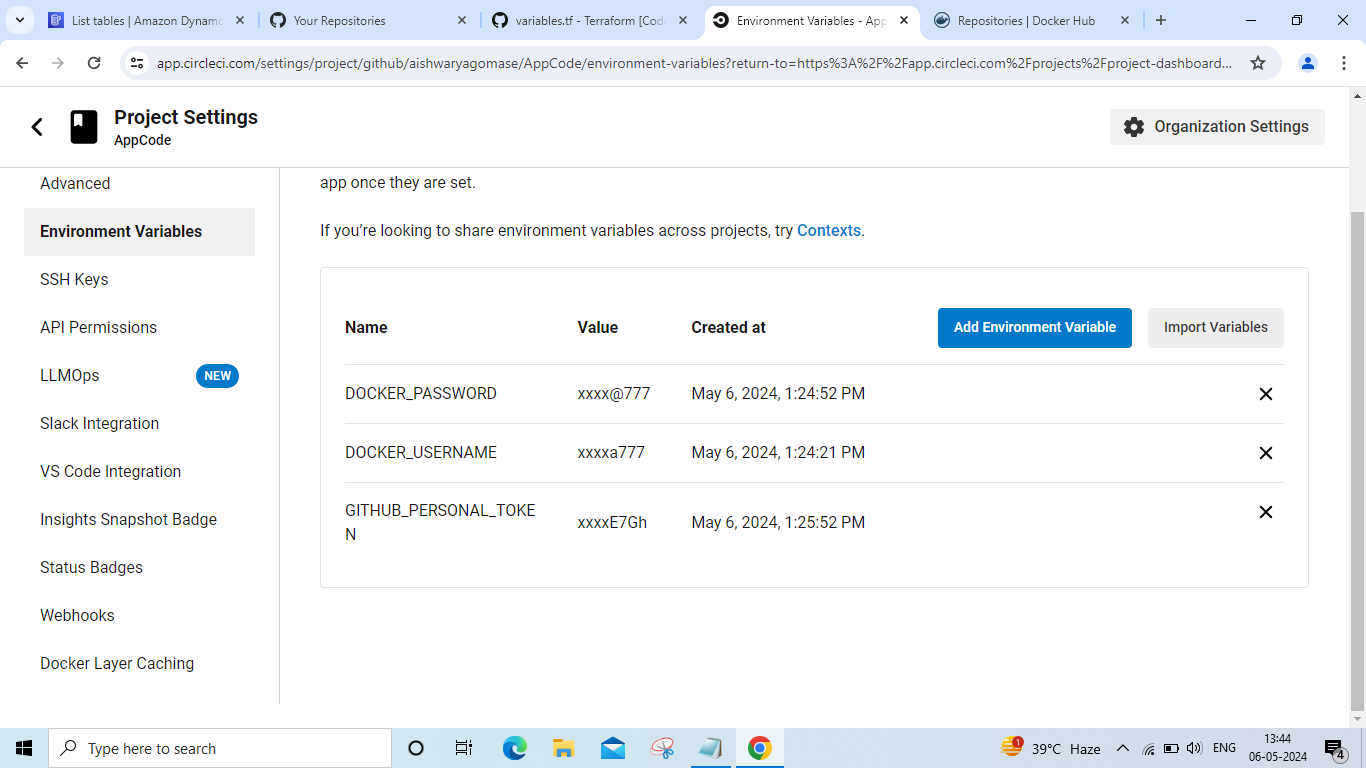 List tables | Amazon Dynamo
Your Repositories
variables.tf - Terraform [Cod
Environment Variables - App
Repositories | Docker Hub
app.circleci.com/settings/project/github/aishwaryagomase/AppCode/environment-variables?return-to=https%3A%2F%2Fapp.circleci.com%2Fprojects%2Fproject-dashboard...
Project Settings
AppCode
Organization Settings
Advanced
Environment Variables
SSH Keys
API Permissions
LLMOps NEW
Slack Integration
VS Code Integration
Insights Snapshot Badge
Status Badges
Webhooks
Docker Layer Caching
app once they are set.
If you’re looking to share environment variables across projects, try Contexts.
Name Value Created at Add Environment Variable Import Variables
DOCKER_PASSWORD xxxx@777 May 6, 2024, 1:24:52 PM
DOCKER_USERNAME xxxxa777 May 6, 2024, 1:24:21 PM
GITHUB_PERSONAL_TOKE
N xxxxE7Gh May 6, 2024, 1:25:52 PM
Type here to search
1
39°C Haze
ENG
13:44
06-05-2024
4